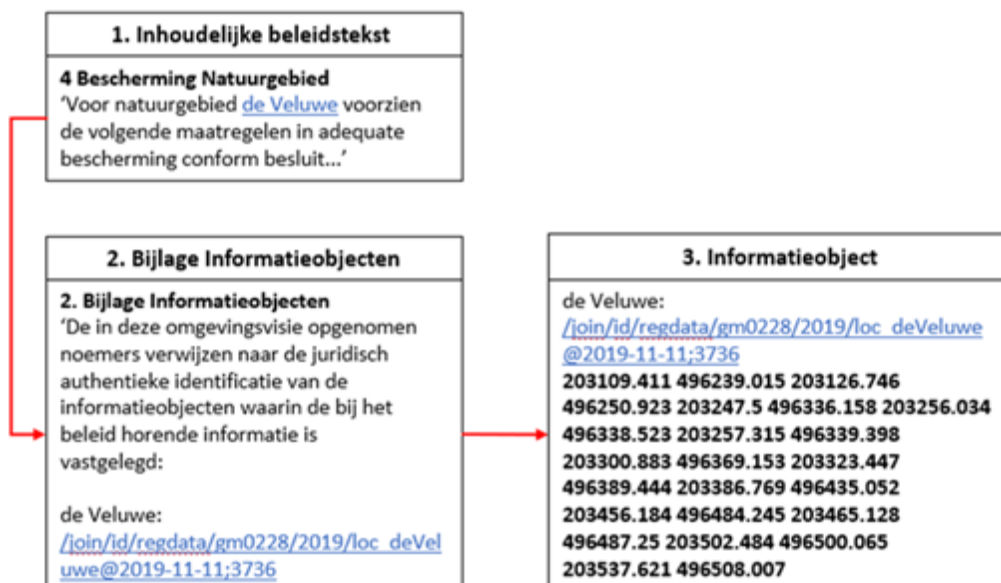 1. Inhoudelijke beleidstekst
4 Bescherming Natuurgebied
‘Voor natuurgebied de Veluwe voorzien
de volgende maatregelen in adequate
bescherming conform besluit...’
2. Bijlage Informatieobjecten
2. Bijlage Informatieobjecten
‘De in deze omgevingsvisie opgenomen
noemers verwijzen naar de juridisch
authentieke identificatie van de
informatieobjecten waarin de bij het
beleid horende informatie is
vastgelegd:
de Veluwe:
/join/id/regdata/gm0228/2019/loc_deVel
uwe@2019-11-11;3736
3. Informatieobject
de Veluwe:
/join/id/regdata/gm0228/2019/loc_deVeluwe
@2019-11-11;3736
203109.411 496239.015 203126.746
496250.923 203247.5 496336.158 203256.034
496338.523 203257.315 496339.398
203300.883 496369.153 203323.447
496389.444 203386.769 496435.052
203456.184 496484.245 203465.128
496487.25 203502.484 496500.065
203537.621 496508.007